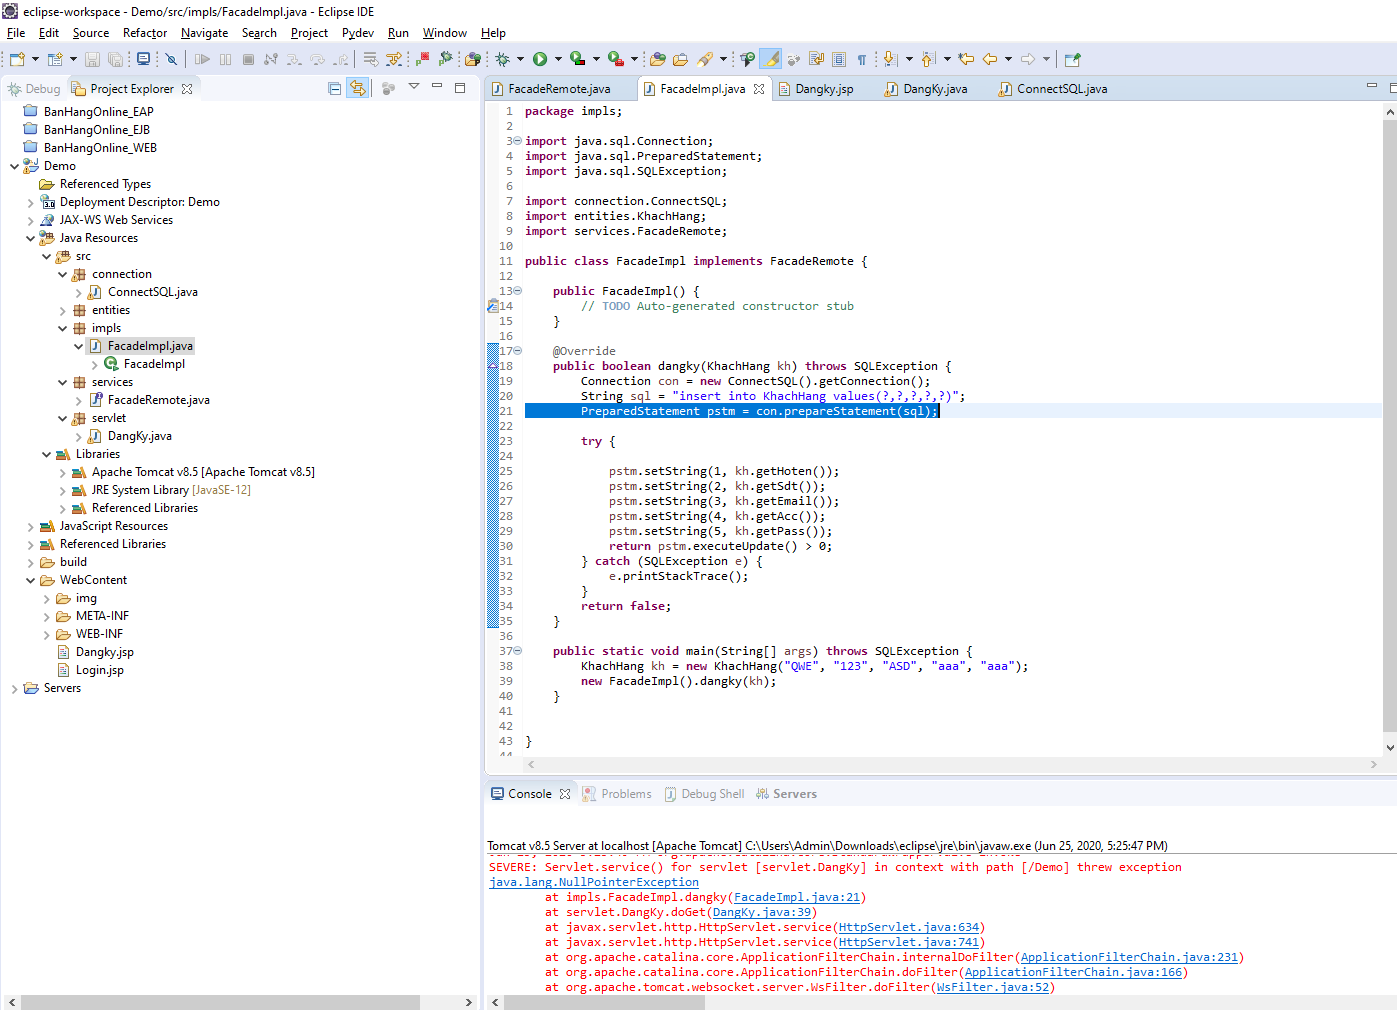 eclipse-workspace - Demo/src/impls/FacadeImpl.java - Eclipse IDE
File Edit Source Refactor Navigate Search Project Pydev Run Window Help
Debug Project Explorer
BanHangOnline_EAP
BanHangOnline_EJB
BanHangOnline_WEB
Demo
Referenced Types
Deployment Descriptor: Demo
JAX-WS Web Services
Java Resources
src
connection
ConnectSQL.java
entities
impls
FacadeImpl.java
FacadeImpl
services
FacadeRemote.java
servlet
DangKy.java
Libraries
Apache Tomcat v8.5 [Apache Tomcat v8.5]
JRE System Library [JavaSE-12]
Referenced Libraries
JavaScript Resources
Referenced Libraries
build
WebContent
img
META-INF
WEB-INF
Dangky.jsp
Login.jsp
Servers
FacadeRemote.java FacadeImpl.java Dangky.jsp DangKy.java ConnectSQL.java
1 package impls;
2
3 import java.sql.Connection;
4 import java.sql.PreparedStatement;
5 import java.sql.SQLException;
6
7 import connection.ConnectSQL;
8 import entities.KhachHang;
9 import services.FacadeRemote;
10
11 public class FacadeImpl implements FacadeRemote {
12
13 public FacadeImpl() {
14 // TODO Auto-generated constructor stub
15 }
16
17 @Override
18 public boolean dangky(KhachHang kh) throws SQLException {
19 Connection con = new ConnectSQL().getConnection();
20 String sql = "insert into KhachHang values(?,?,?,?,?)";
21 PreparedStatement pstm = con.prepareStatement(sql);
22
23 try {
24
25 pstm.setString(1, kh.getHoten());
26 pstm.setString(2, kh.getSdt());
27 pstm.setString(3, kh.getEmail());
28 pstm.setString(4, kh.getAcc());
29 pstm.setString(5, kh.getPass());
30 return pstm.executeUpdate() > 0;
31 } catch (SQLException e) {
32 e.printStackTrace();
33 }
34 return false;
35 }
36
37 public static void main(String[] args) throws SQLException {
38 KhachHang kh = new KhachHang("QWE", "123", "ASD", "aaa", "aaa");
39 new FacadeImpl().dangky(kh);
40 }
41
42
43 }
44
Console Problems Debug Shell Servers
Tomcat v8.5 Server at localhost [Apache Tomcat] C:\Users\Admin\Downloads\eclipse\jre\bin\javaw.exe (Jun 25, 2020, 5:25:47 PM)
SEVERE: Servlet.service() for servlet [servlet.DangKy] in context with path [/Demo] threw exception
java.lang.NullPointerException
at impls.FacadeImpl.dangky(FacadeImpl.java:21)
at servlet.DangKy.doGet(DangKy.java:39)
at javax.servlet.http.HttpServlet.service(HttpServlet.java:634)
at javax.servlet.http.HttpServlet.service(HttpServlet.java:741)
at org.apache.catalina.core.ApplicationFilterChain.internalDoFilter(ApplicationFilterChain.java:231)
at org.apache.catalina.core.ApplicationFilterChain.doFilter(ApplicationFilterChain.java:166)
at org.apache.tomcat.websocket.server.WsFilter.doFilter(WsFilter.java:52)